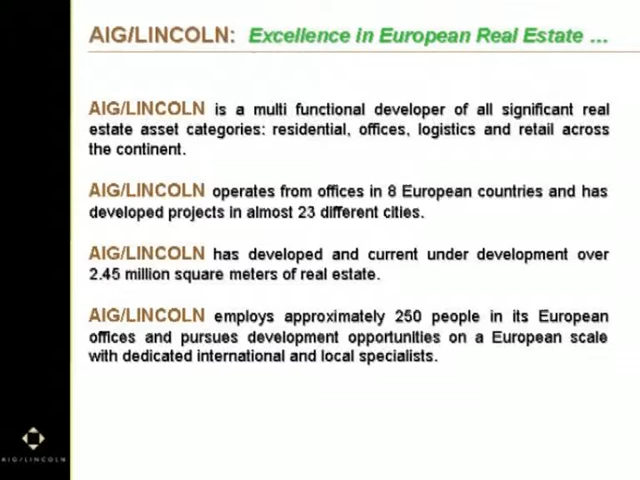 AIG/LINCOLN: Excellence in European Real Estate ...
AIG/LINCOLN is a multi functional developer of all significant real
estate asset categories: residential, offices, logistics and retail across
the continent.
AIG/LINCOLN operates from offices in 8 European countries and has
developed projects in almost 23 different cities.
AIG/LINCOLN has developed and current under development over
2.45 million square meters of real estate.
AIG/LINCOLN employs approximately 250 people in its European
offices and pursues development opportunities on a European scale
with dedicated international and local specialists.
AIG/LINCOLN